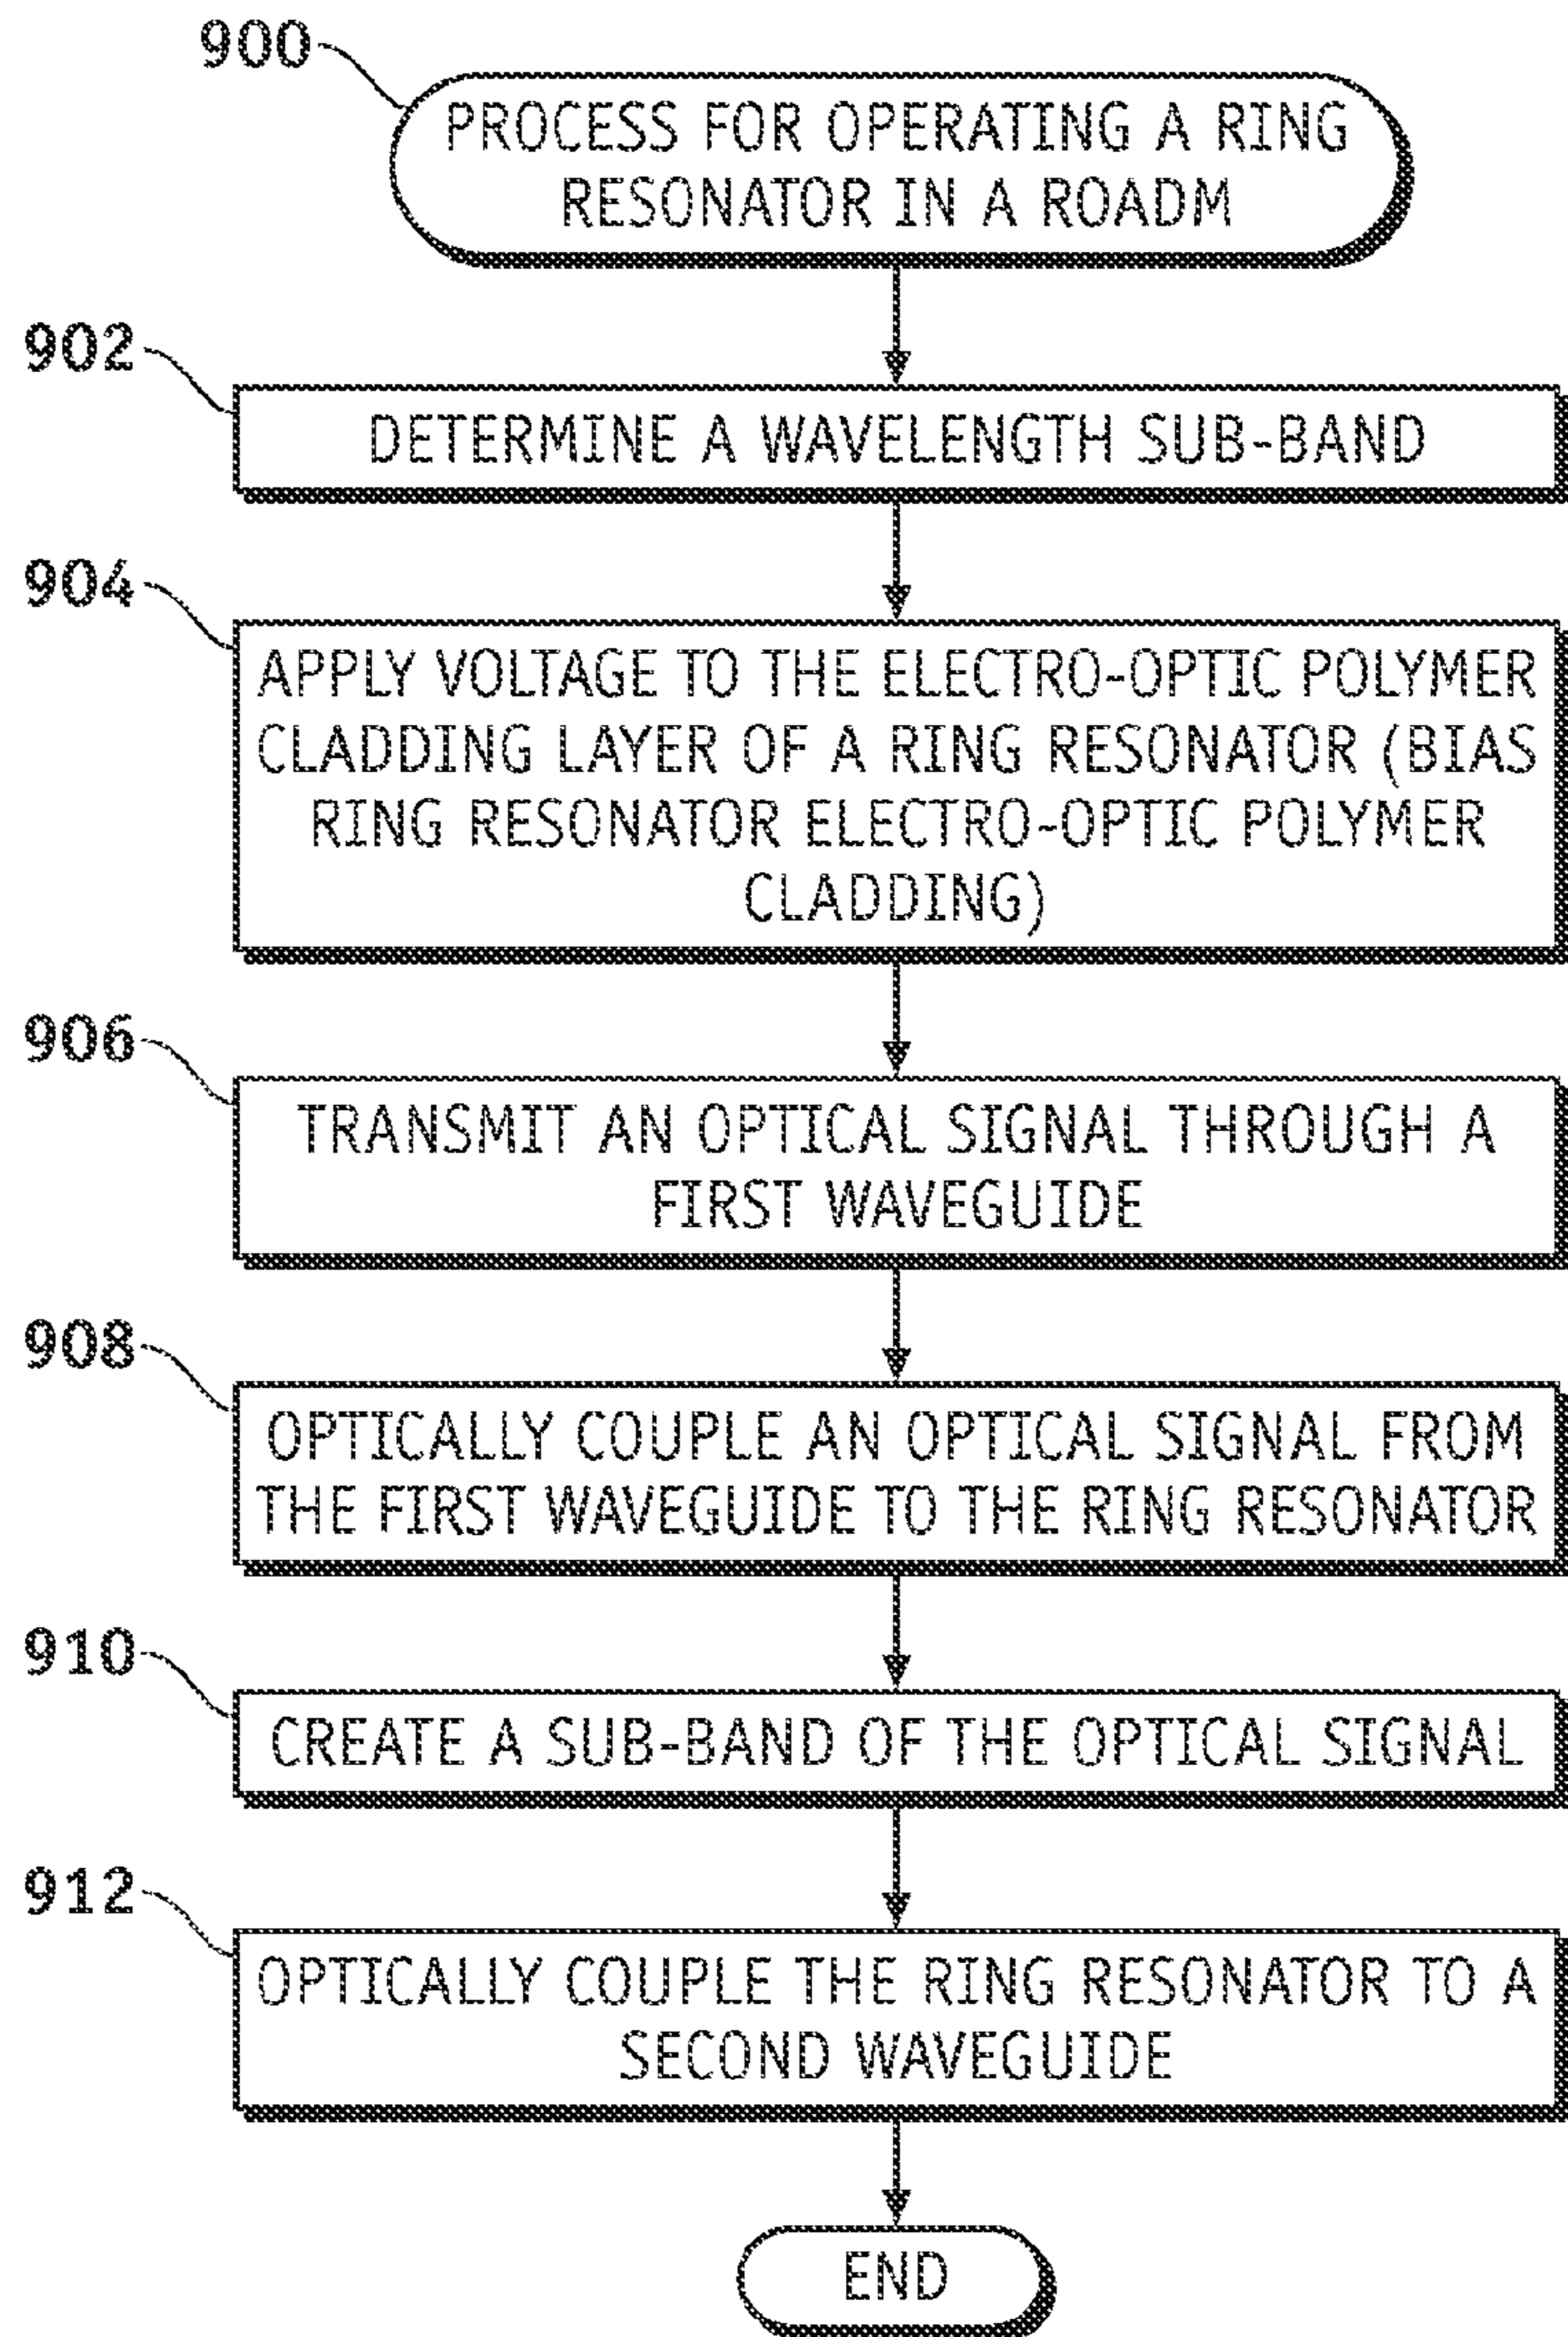 900
PROCESS FOR OPERATING A RING
RESONATOR IN A ROADM
902
DETERMINE A WAVELENGTH SUB-BAND
904
APPLY VOLTAGE TO THE ELECTRO-OPTIC POLYMER
CLADDING LAYER OF A RING RESONATOR (BIAS
RING RESONATOR ELECTRO-OPTIC POLYMER
CLADDING)
906
TRANSMIT AN OPTICAL SIGNAL THROUGH A
FIRST WAVEGUIDE
908
OPTICALLY COUPLE AN OPTICAL SIGNAL FROM
THE FIRST WAVEGUIDE TO THE RING RESONATOR
910
CREATE A SUB-BAND OF THE OPTICAL SIGNAL
912
OPTICALLY COUPLE THE RING RESONATOR TO A
SECOND WAVEGUIDE
END